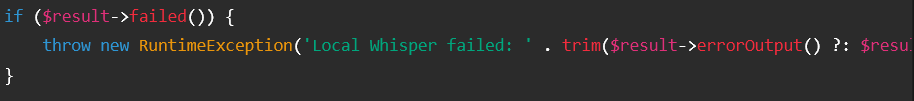 if ($result->failed()) {
    throw new RuntimeException('Local Whisper failed: ' . trim($result->errorOutput() ?: $resu
}